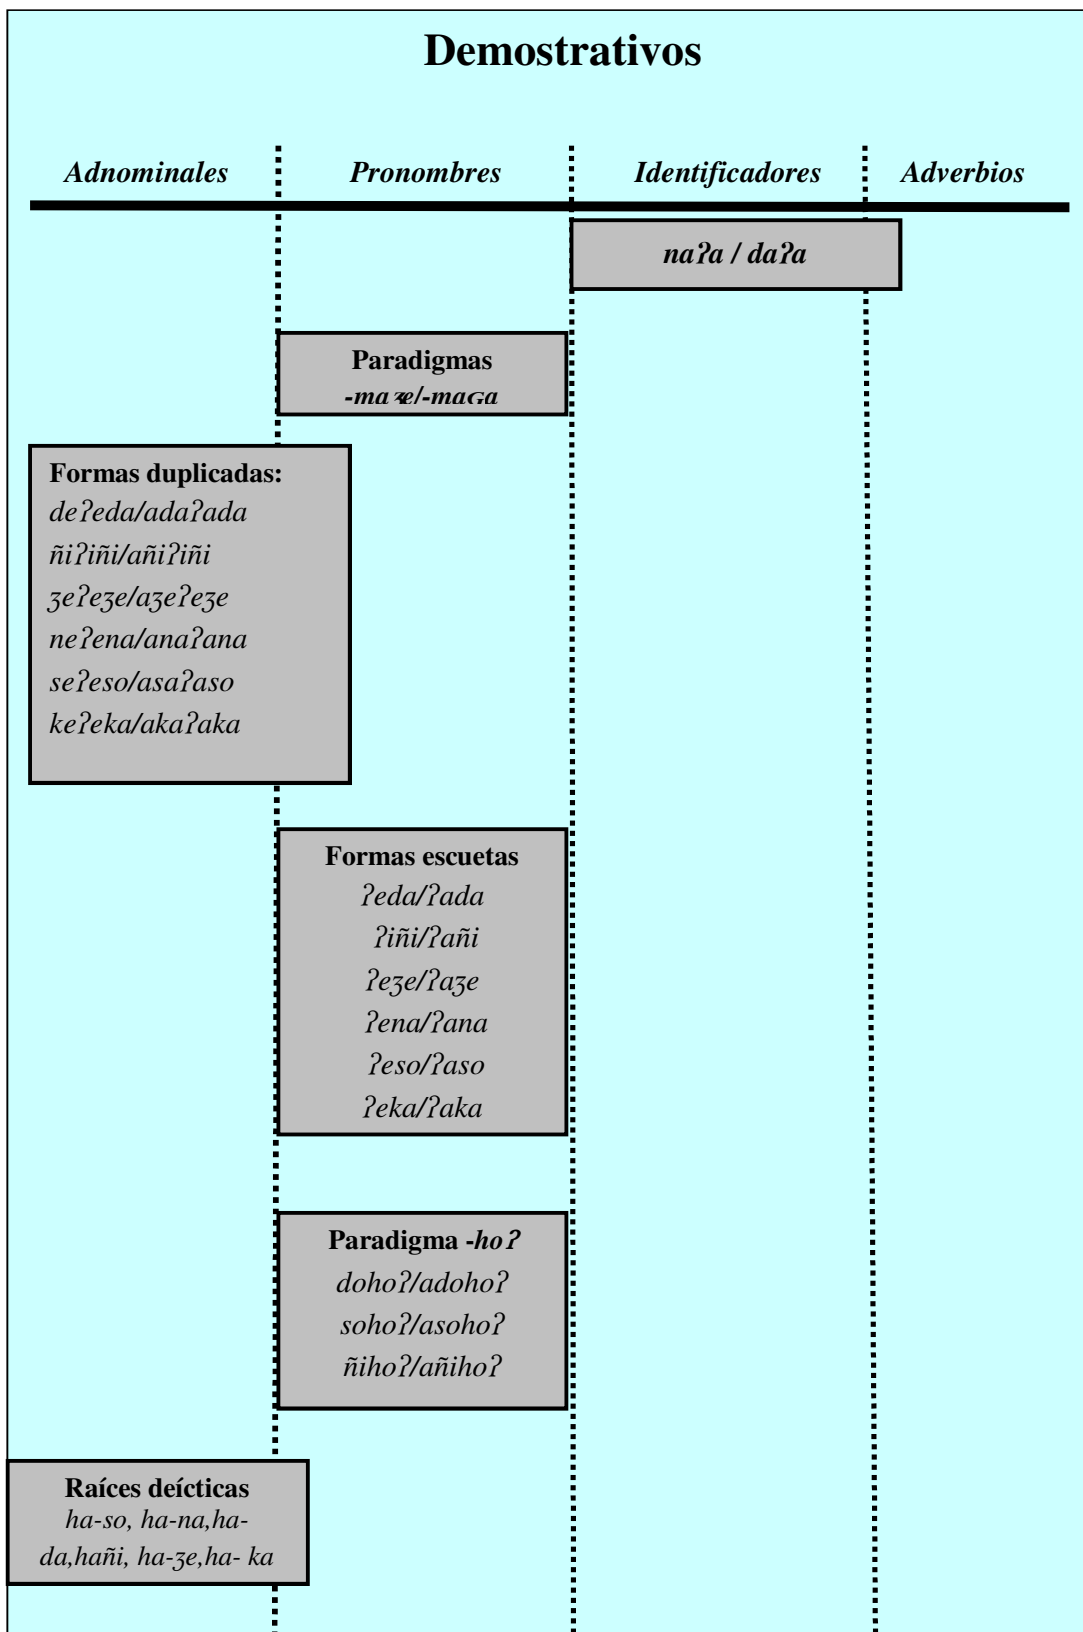 Demostrativos
Adnominales Pronombres Identificadores Adverbios
naʔa / daʔa
Paradigmas
-maʒe/-maɢa
Formas duplicadas:
deʔeda/adaʔada
ñiʔiñi/añiʔiñi
ʒeʔeʒe/aʒeʔeʒe
neʔena/anaʔana
seʔeso/asaʔaso
keʔeka/akaʔaka
Formas escuetas
ʔeda/ʔada
ʔiñi/ʔañi
ʔeʒe/ʔaʒe
ʔena/ʔana
ʔeso/ʔaso
ʔeka/ʔaka
Paradigma -hoʔ
dohoʔ/adohoʔ
sohoʔ/asohoʔ
ñihoʔ/añihoʔ
Raíces deícticas
ha-so, ha-na,ha-
da,hañi, ha-ʒe,ha- ka